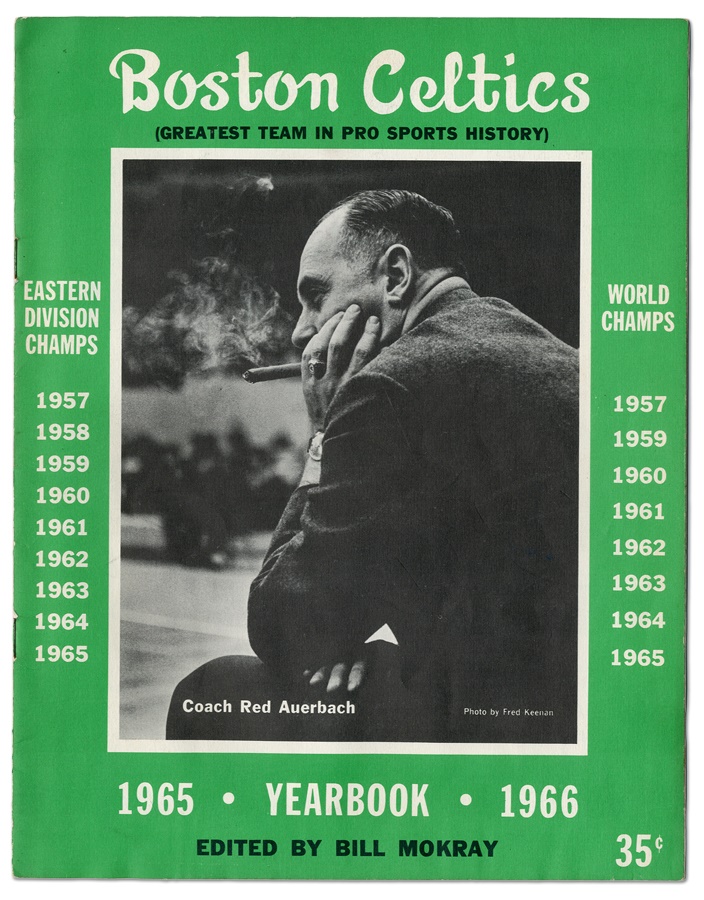 Boston Celtics
(GREATEST TEAM IN PRO SPORTS HISTORY)
EASTERN
DIVISION
CHAMPS
1957
1958
1959
1960
1961
1962
1963
1964
1965
WORLD
CHAMPS
1957
1959
1960
1961
1962
1963
1964
1965
Coach Red Auerbach
Photo by Fred Keenan
1965 • YEARBOOK • 1966
EDITED BY BILL MOKRAY
35¢